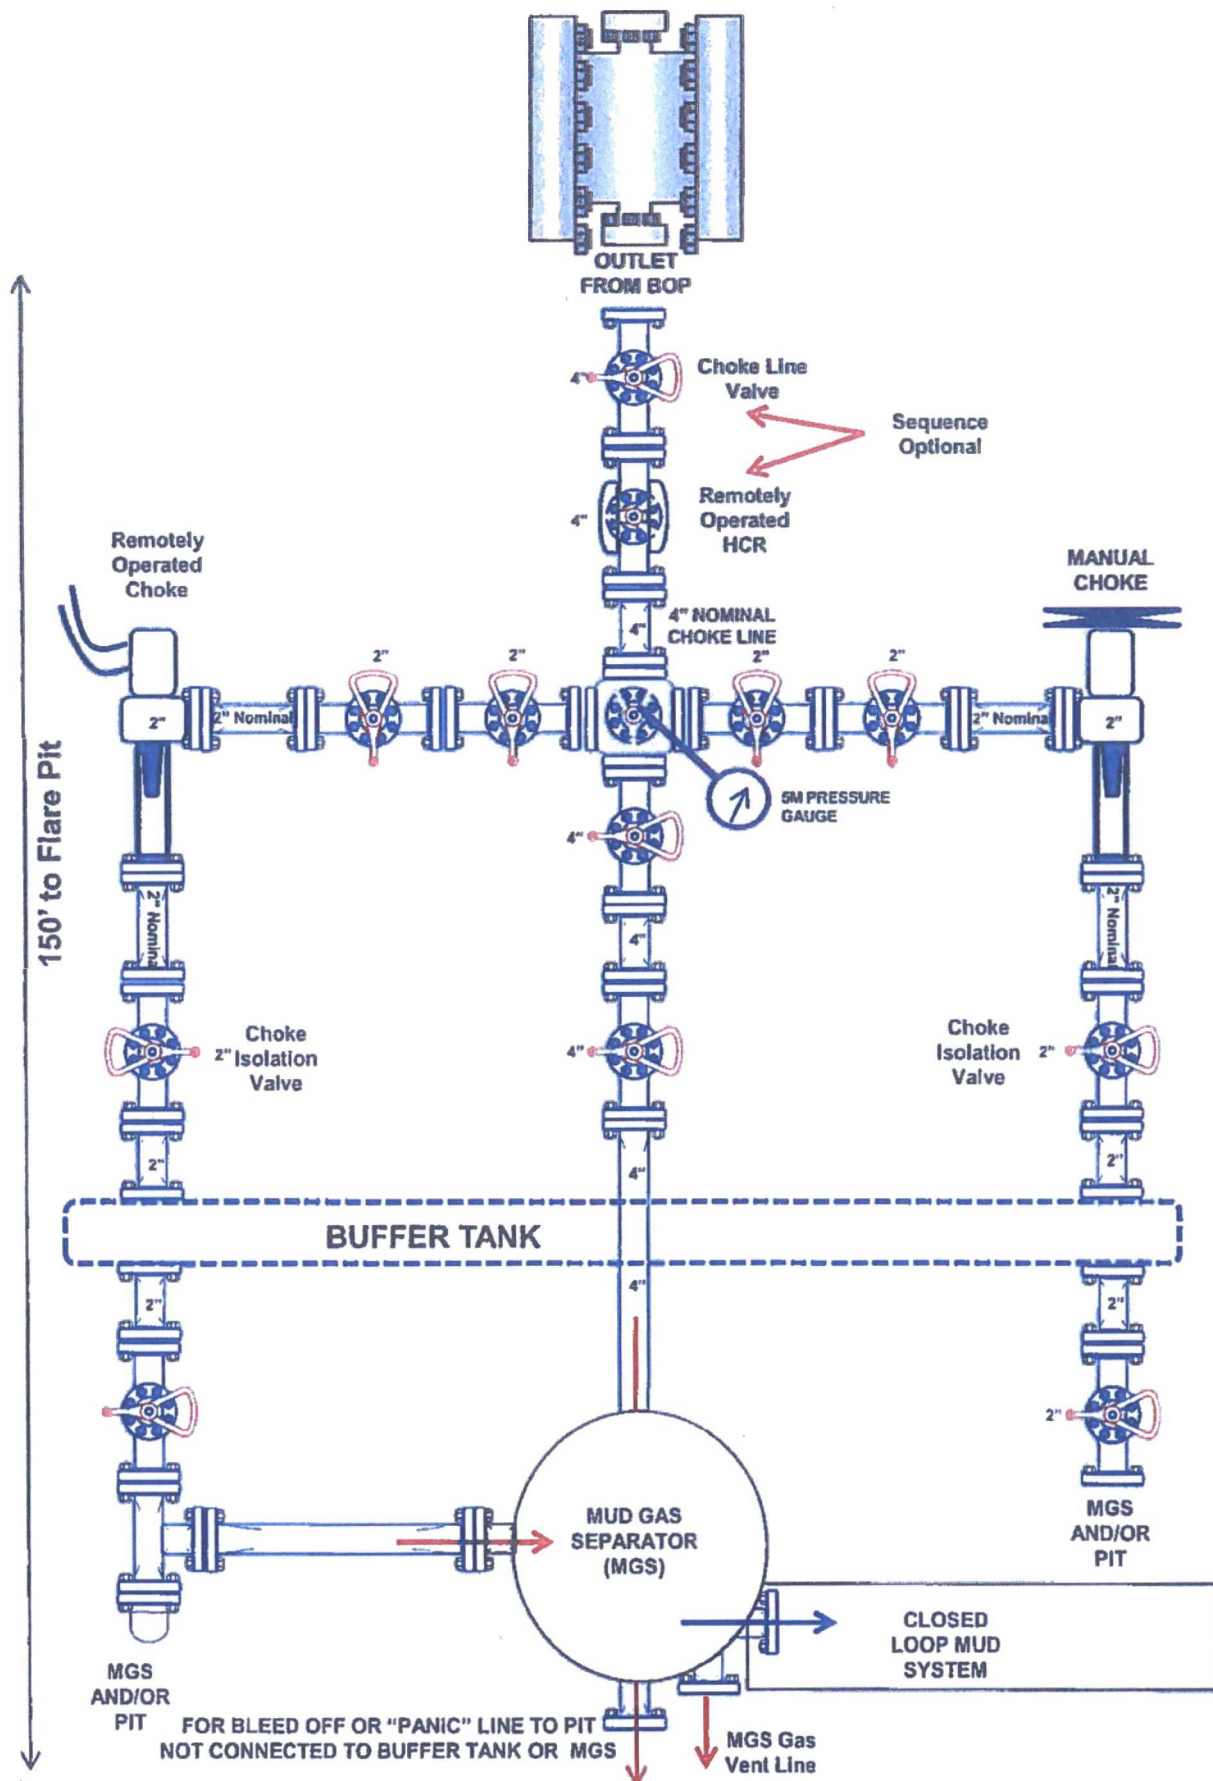 OUTLET
FROM BOP
4"
Choke Line
Valve
Sequence
Optional
4"
Remotely
Operated
HCR
Remotely
Operated
Choke
MANUAL
CHOKE
4"
4" NOMINAL
CHOKE LINE
2"
2"
2"
2"
2"
2" Nominal
2" Nominal
2"
5M PRESSURE
GAUGE
4"
150' to Flare Pit
2" Nominal
4"
2" Nominal
2"
Choke
Isolation
Valve
4"
Choke
Isolation
Valve
2"
2"
4"
2"
BUFFER TANK
2"
4"
2"
2"
MUD GAS
SEPARATOR
(MGS)
MGS
AND/OR
PIT
CLOSED
LOOP MUD
SYSTEM
MGS
AND/OR
PIT
FOR BLEED OFF OR "PANIC" LINE TO PIT
NOT CONNECTED TO BUFFER TANK OR MGS
MGS Gas
Vent Line